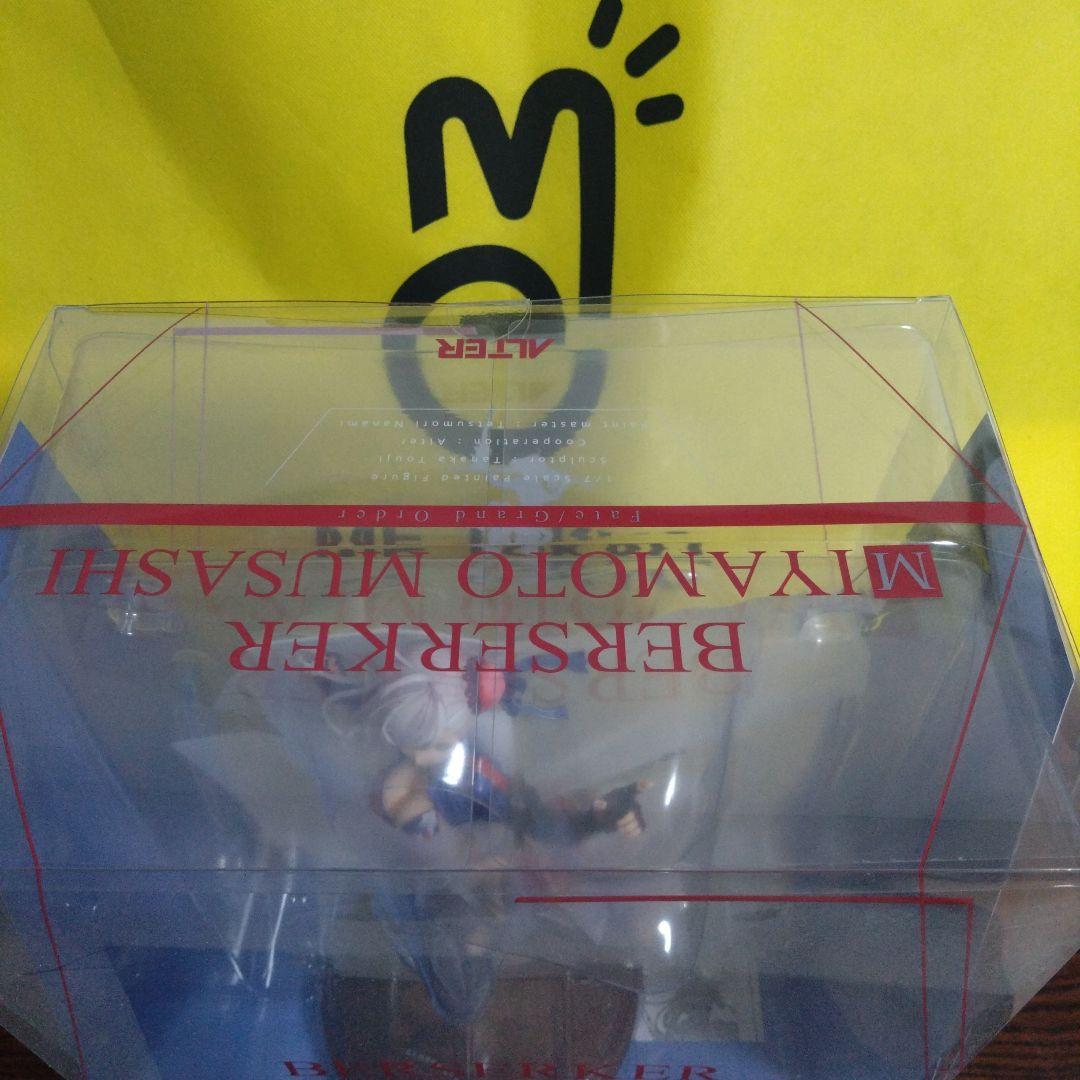 BERSERKER
MIYAMOTO MUSASHI
Fate/Grand Order
1/7 Scale Painted Figure
Sculptor : Tanaka Touji
Cooperation : Alter
Paint master : Tetsumori Nanami
ALTER
BERSERKER